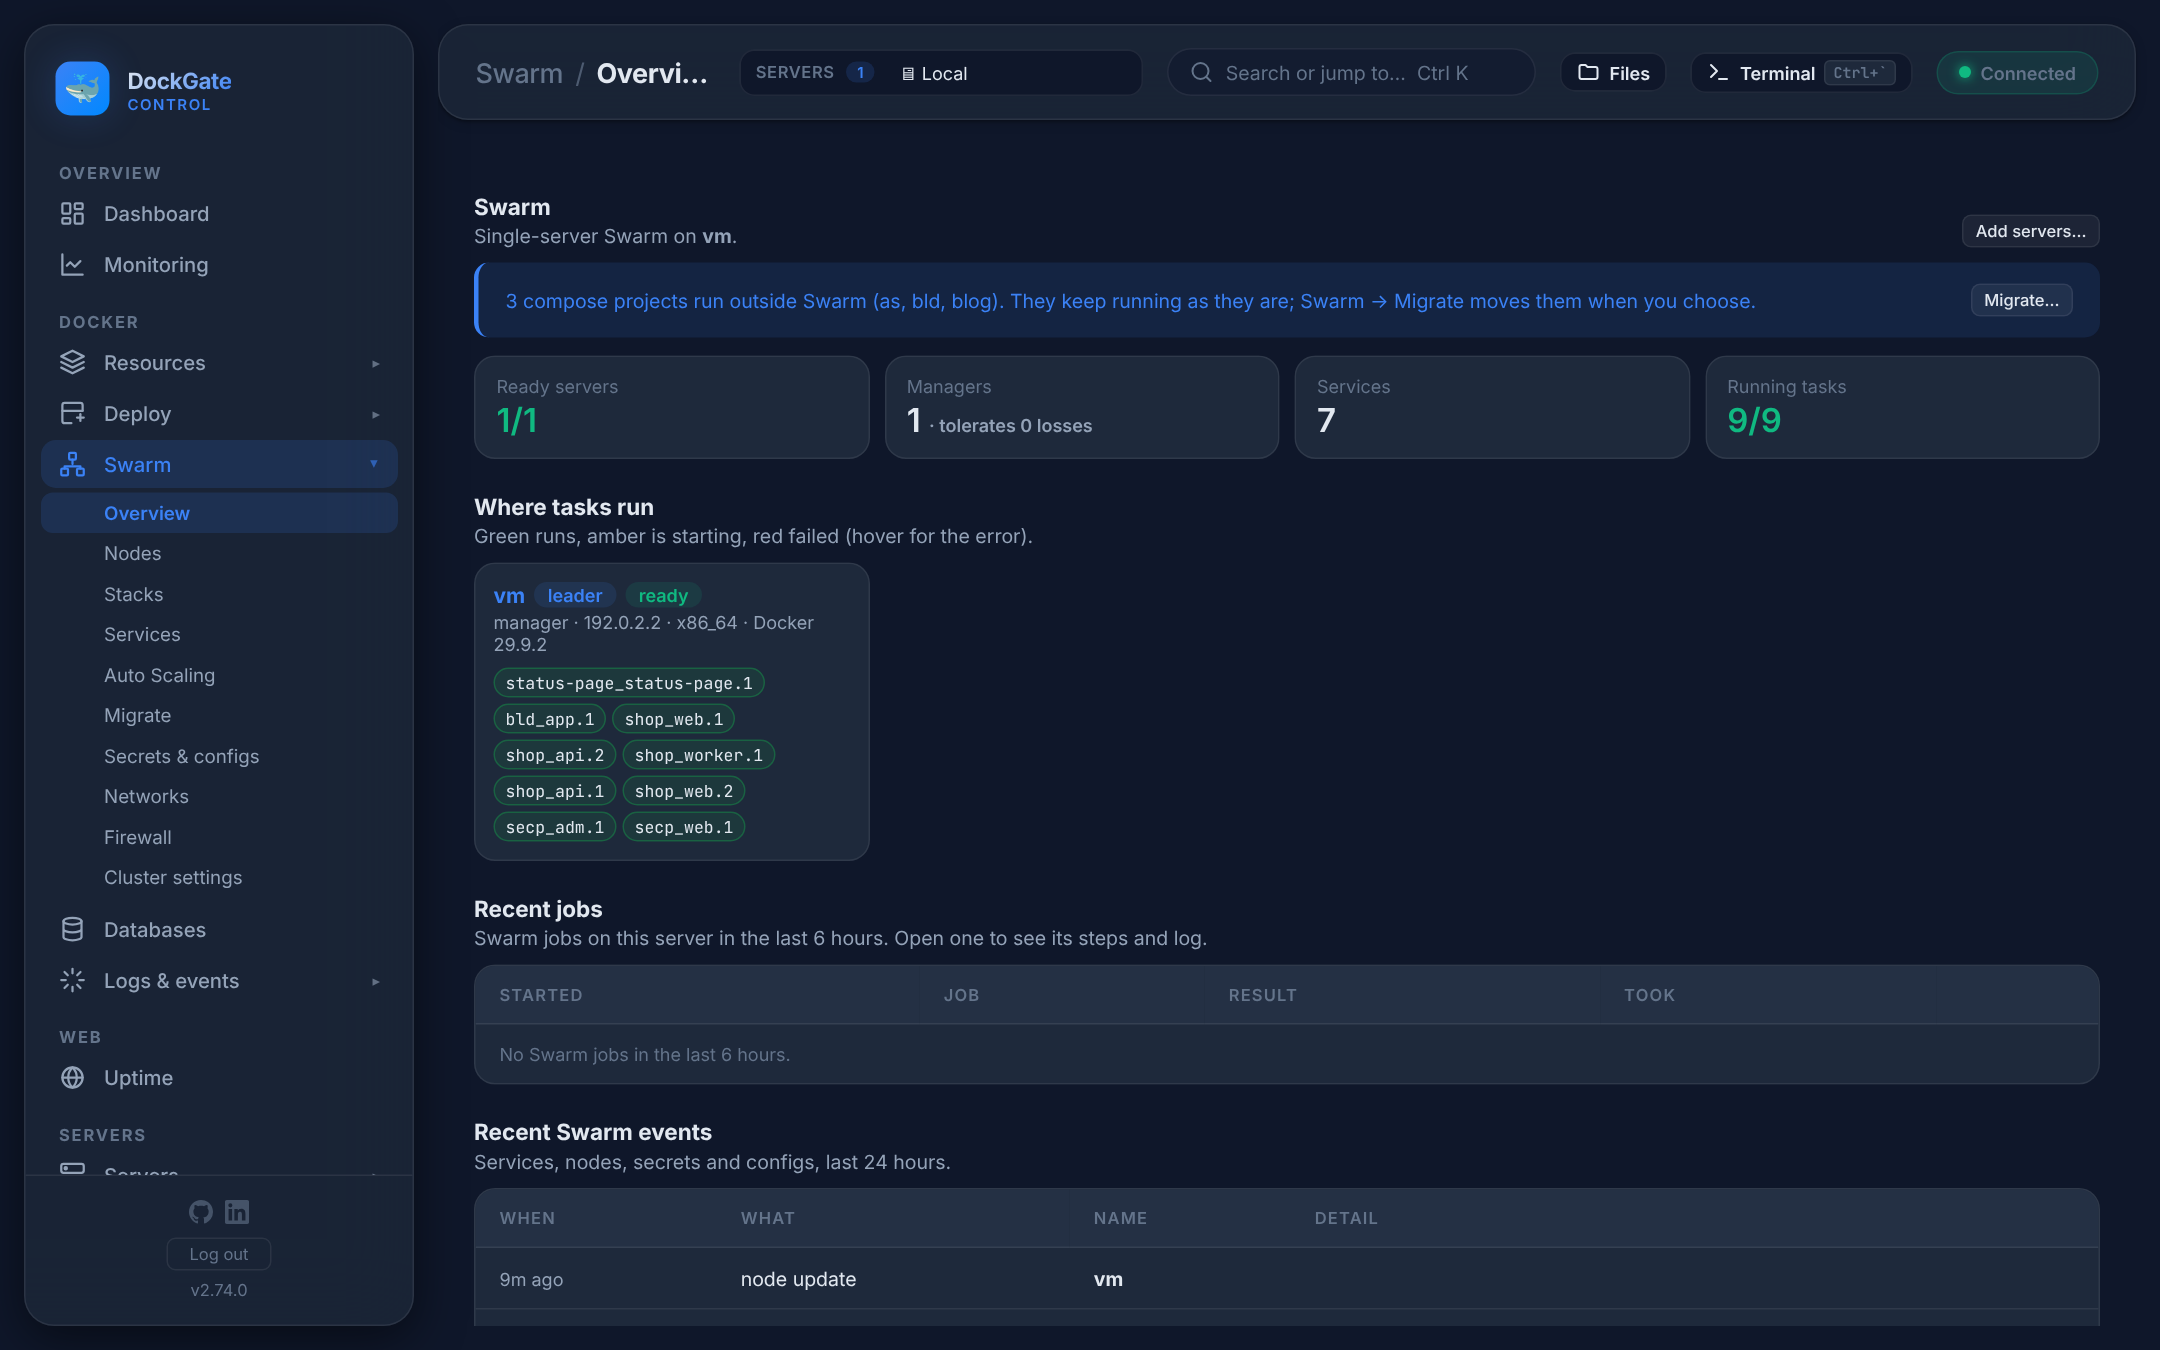 DockGate
CONTROL
OVERVIEW
Dashboard
Monitoring
DOCKER
Resources
Deploy
Swarm
Overview
Nodes
Stacks
Services
Auto Scaling
Migrate
Secrets & configs
Networks
Firewall
Cluster settings
Databases
Logs & events
WEB
Uptime
SERVERS
Servers
Log out
v2.74.0
Swarm / Overvi... SERVERS 1 Local Search or jump to... Ctrl K Files Terminal Ctrl+` Connected
Swarm
Single-server Swarm on vm.
Add servers...
3 compose projects run outside Swarm (as, bld, blog). They keep running as they are; Swarm → Migrate moves them when you choose.
Migrate...
Ready servers
1/1
Managers
1 · tolerates 0 losses
Services
7
Running tasks
9/9
Where tasks run
Green runs, amber is starting, red failed (hover for the error).
vm leader ready
manager · 192.0.2.2 · x86_64 · Docker
29.9.2
status-page_status-page.1
bld_app.1 shop_web.1
shop_api.2 shop_worker.1
shop_api.1 shop_web.2
secp_adm.1 secp_web.1
Recent jobs
Swarm jobs on this server in the last 6 hours. Open one to see its steps and log.
STARTED JOB RESULT TOOK
No Swarm jobs in the last 6 hours.
Recent Swarm events
Services, nodes, secrets and configs, last 24 hours.
WHEN WHAT NAME DETAIL
9m ago node update vm